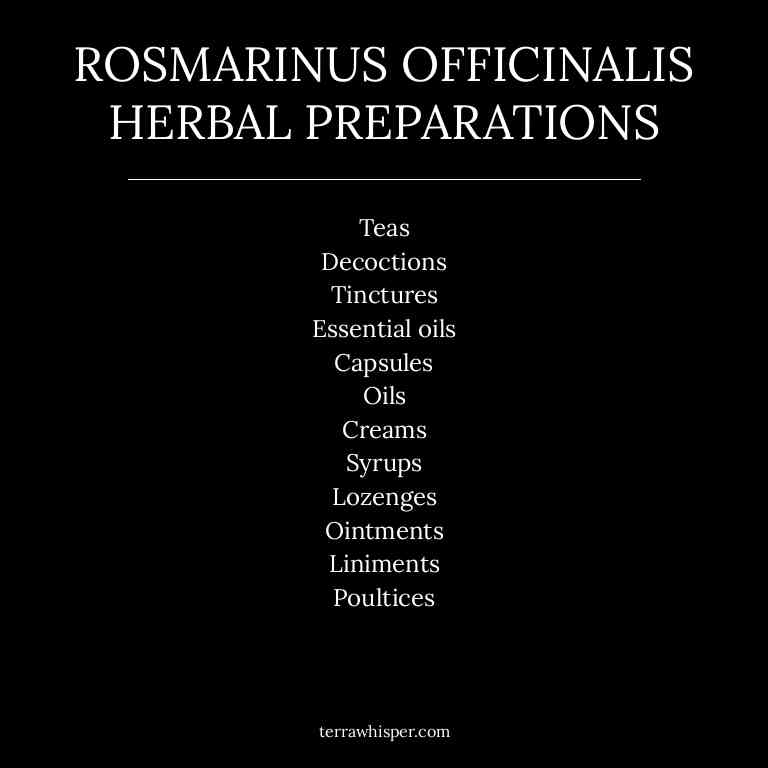 ROSMARINUS OFFICINALIS
HERBAL PREPARATIONS
Teas
Decoctions
Tinctures
Essential oils
Capsules
Oils
Creams
Syrups
Lozenges
Ointments
Liniments
Poultices
terrawhisper.com